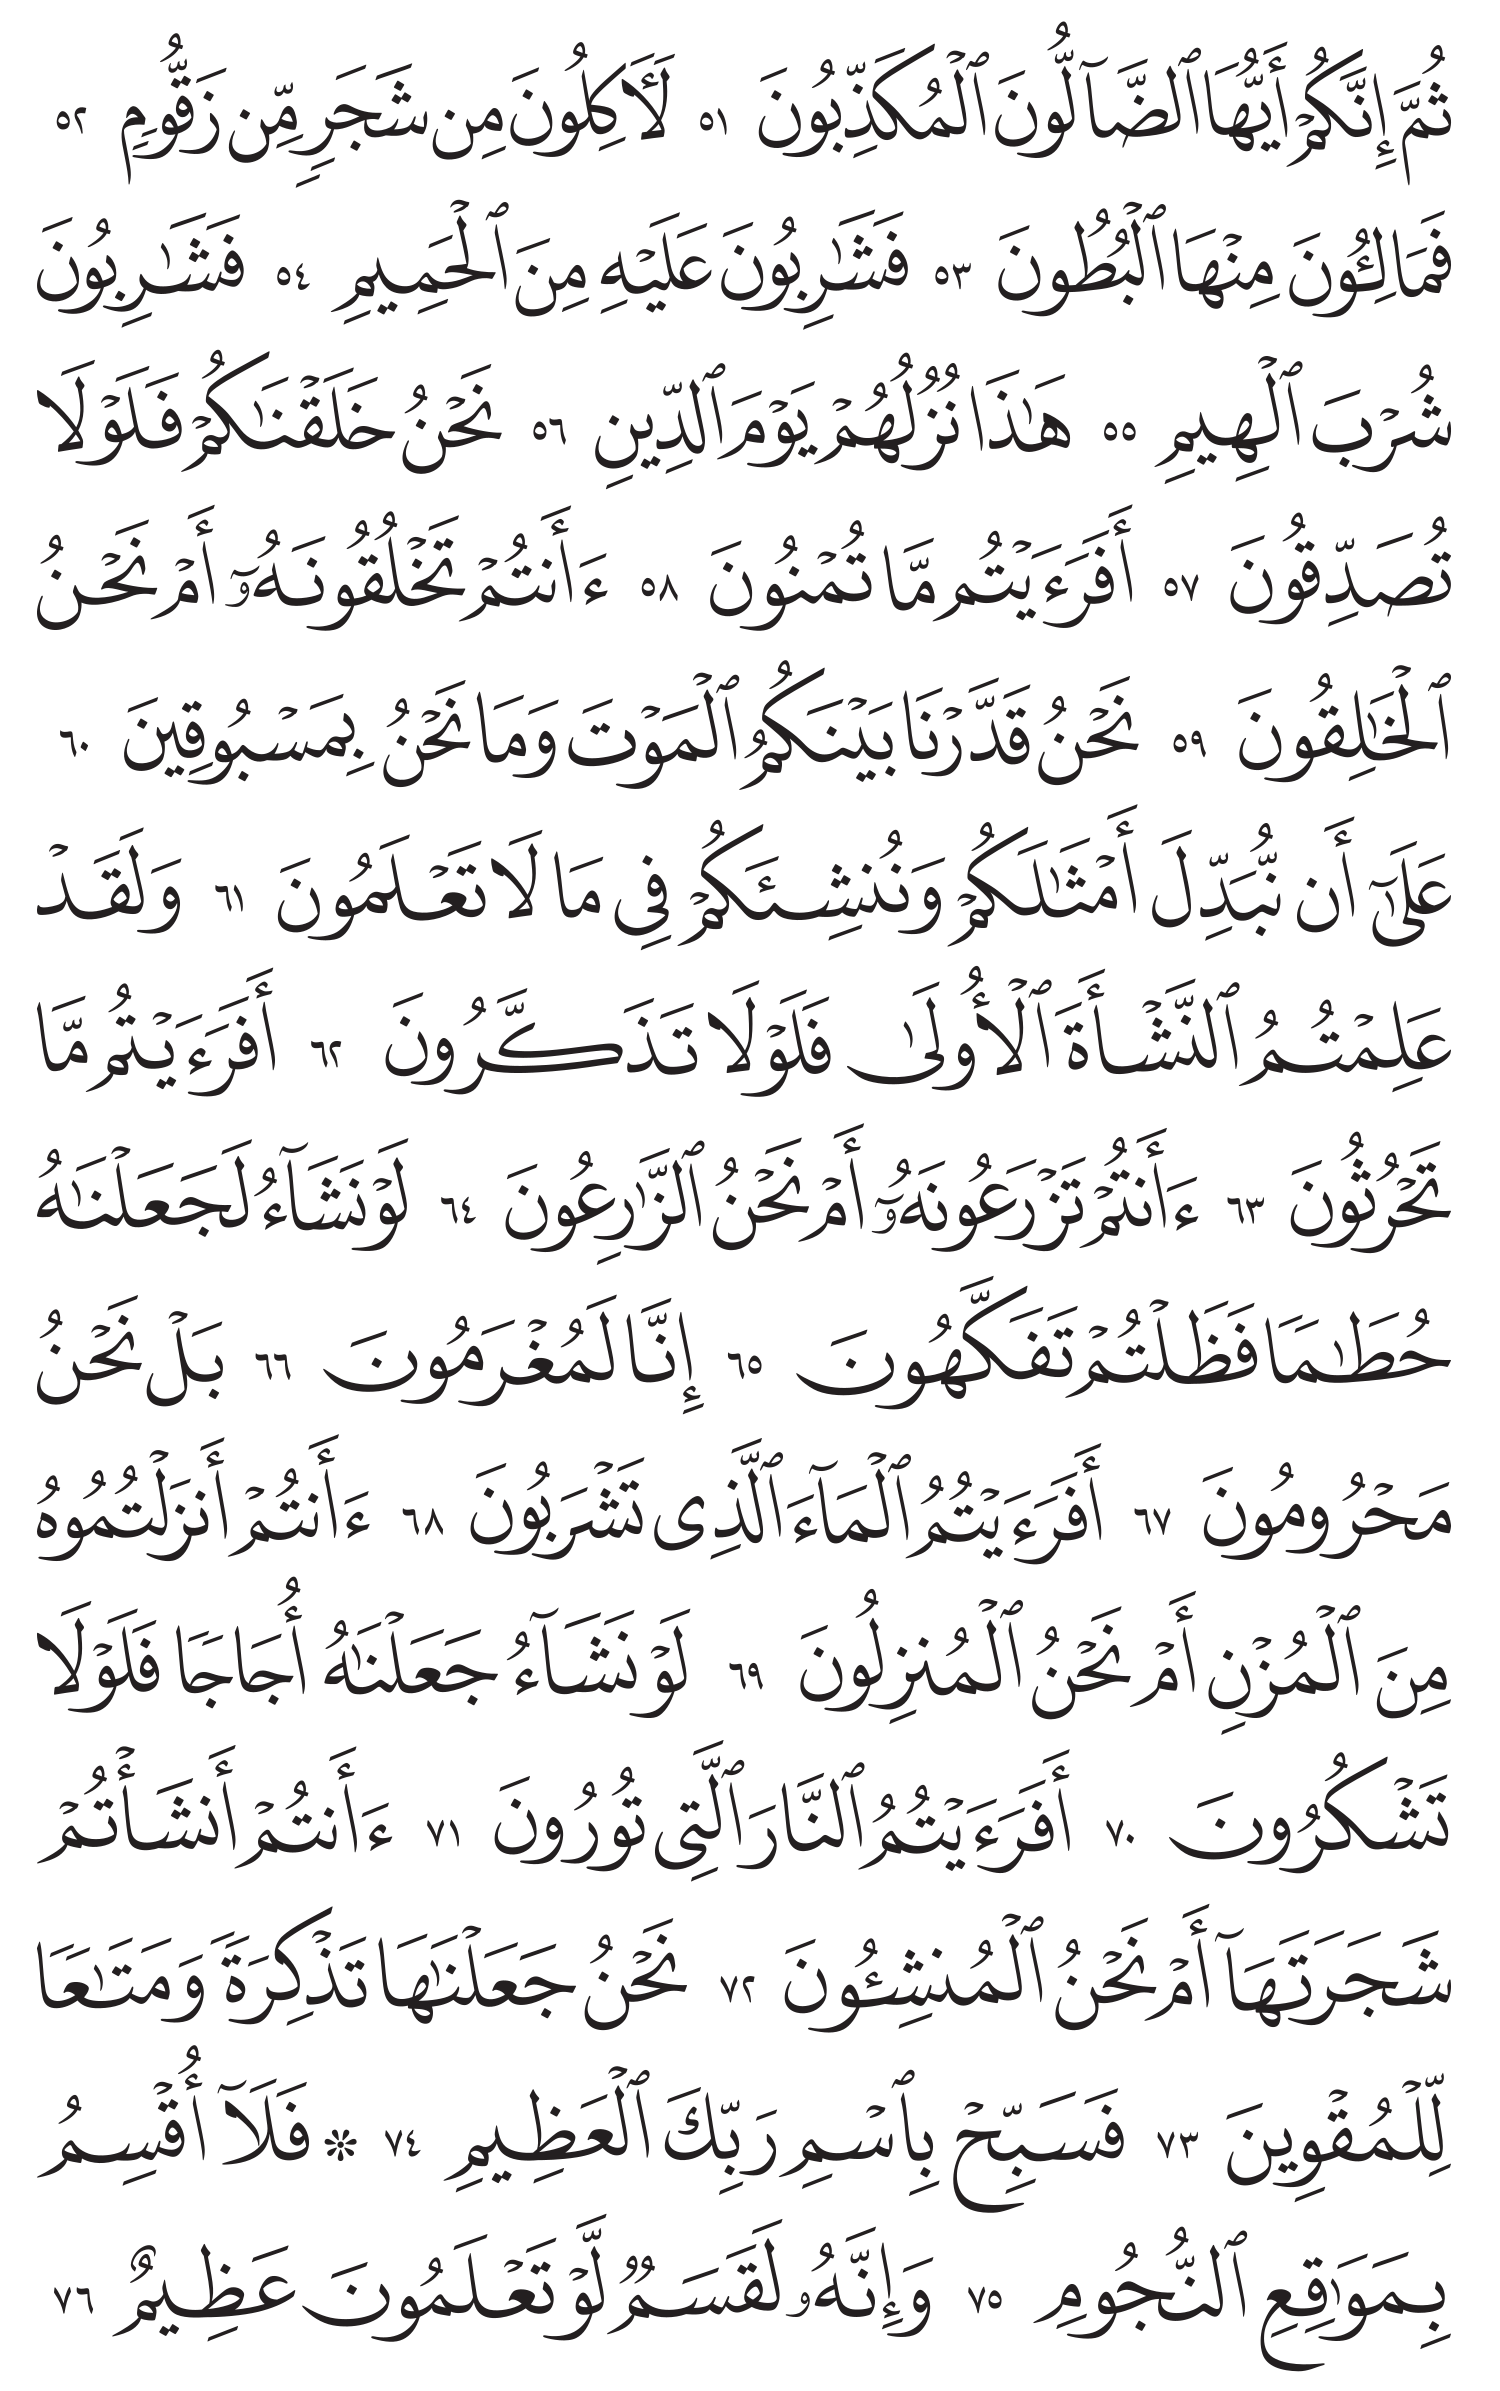 ثُمَّ إِنَّكُمْ أَيُّهَا ٱلضَّآلُّونَ ٱلْمُكَذِّبُونَ ٥١ لَـَٔاكِلُونَ مِن شَجَرٍ مِّن زَقُّومٍ ٥٢
فَمَالِـُٔونَ مِنْهَا ٱلْبُطُونَ ٥٣ فَشَـٰرِبُونَ عَلَيْهِ مِنَ ٱلْحَمِيمِ ٥٤ فَشَـٰرِبُونَ
شُرْبَ ٱلْهِيمِ ٥٥ هَـٰذَا نُزُلُهُمْ يَوْمَ ٱلدِّينِ ٥٦ نَحْنُ خَلَقْنَـٰكُمْ فَلَوْلَا
تُصَدِّقُونَ ٥٧ أَفَرَءَيْتُم مَّا تُمْنُونَ ٥٨ ءَأَنتُمْ تَخْلُقُونَهُۥٓ أَمْ نَحْنُ
ٱلْخَـٰلِقُونَ ٥٩ نَحْنُ قَدَّرْنَا بَيْنَكُمُ ٱلْمَوْتَ وَمَا نَحْنُ بِمَسْبُوقِينَ ٦٠
عَلَىٰٓ أَن نُّبَدِّلَ أَمْثَـٰلَكُمْ وَنُنشِئَكُمْ فِى مَا لَا تَعْلَمُونَ ٦١ وَلَقَدْ
عَلِمْتُمُ ٱلنَّشْأَةَ ٱلْأُولَىٰ فَلَوْلَا تَذَكَّرُونَ ٦٢ أَفَرَءَيْتُم مَّا
تَحْرُثُونَ ٦٣ ءَأَنتُمْ تَزْرَعُونَهُۥٓ أَمْ نَحْنُ ٱلزَّٰرِعُونَ ٦٤ لَوْ نَشَآءُ لَجَعَلْنَـٰهُ
حُطَـٰمًا فَظَلْتُمْ تَفَكَّهُونَ ٦٥ إِنَّا لَمُغْرَمُونَ ٦٦ بَلْ نَحْنُ
مَحْرُومُونَ ٦٧ أَفَرَءَيْتُمُ ٱلْمَآءَ ٱلَّذِى تَشْرَبُونَ ٦٨ ءَأَنتُمْ أَنزَلْتُمُوهُ
مِنَ ٱلْمُزْنِ أَمْ نَحْنُ ٱلْمُنزِلُونَ ٦٩ لَوْ نَشَآءُ جَعَلْنَـٰهُ أُجَاجًا فَلَوْلَا
تَشْكُرُونَ ٧٠ أَفَرَءَيْتُمُ ٱلنَّارَ ٱلَّتِى تُورُونَ ٧١ ءَأَنتُمْ أَنشَأْتُمْ
شَجَرَتَهَآ أَمْ نَحْنُ ٱلْمُنشِـُٔونَ ٧٢ نَحْنُ جَعَلْنَـٰهَا تَذْكِرَةً وَمَتَـٰعًا
لِّلْمُقْوِينَ ٧٣ فَسَبِّحْ بِٱسْمِ رَبِّكَ ٱلْعَظِيمِ ٧٤ ❇ فَلَآ أُقْسِمُ
بِمَوَٰقِعِ ٱلنُّجُومِ ٧٥ وَإِنَّهُۥ لَقَسَمٌ لَّوْ تَعْلَمُونَ عَظِيمٌ ٧٦